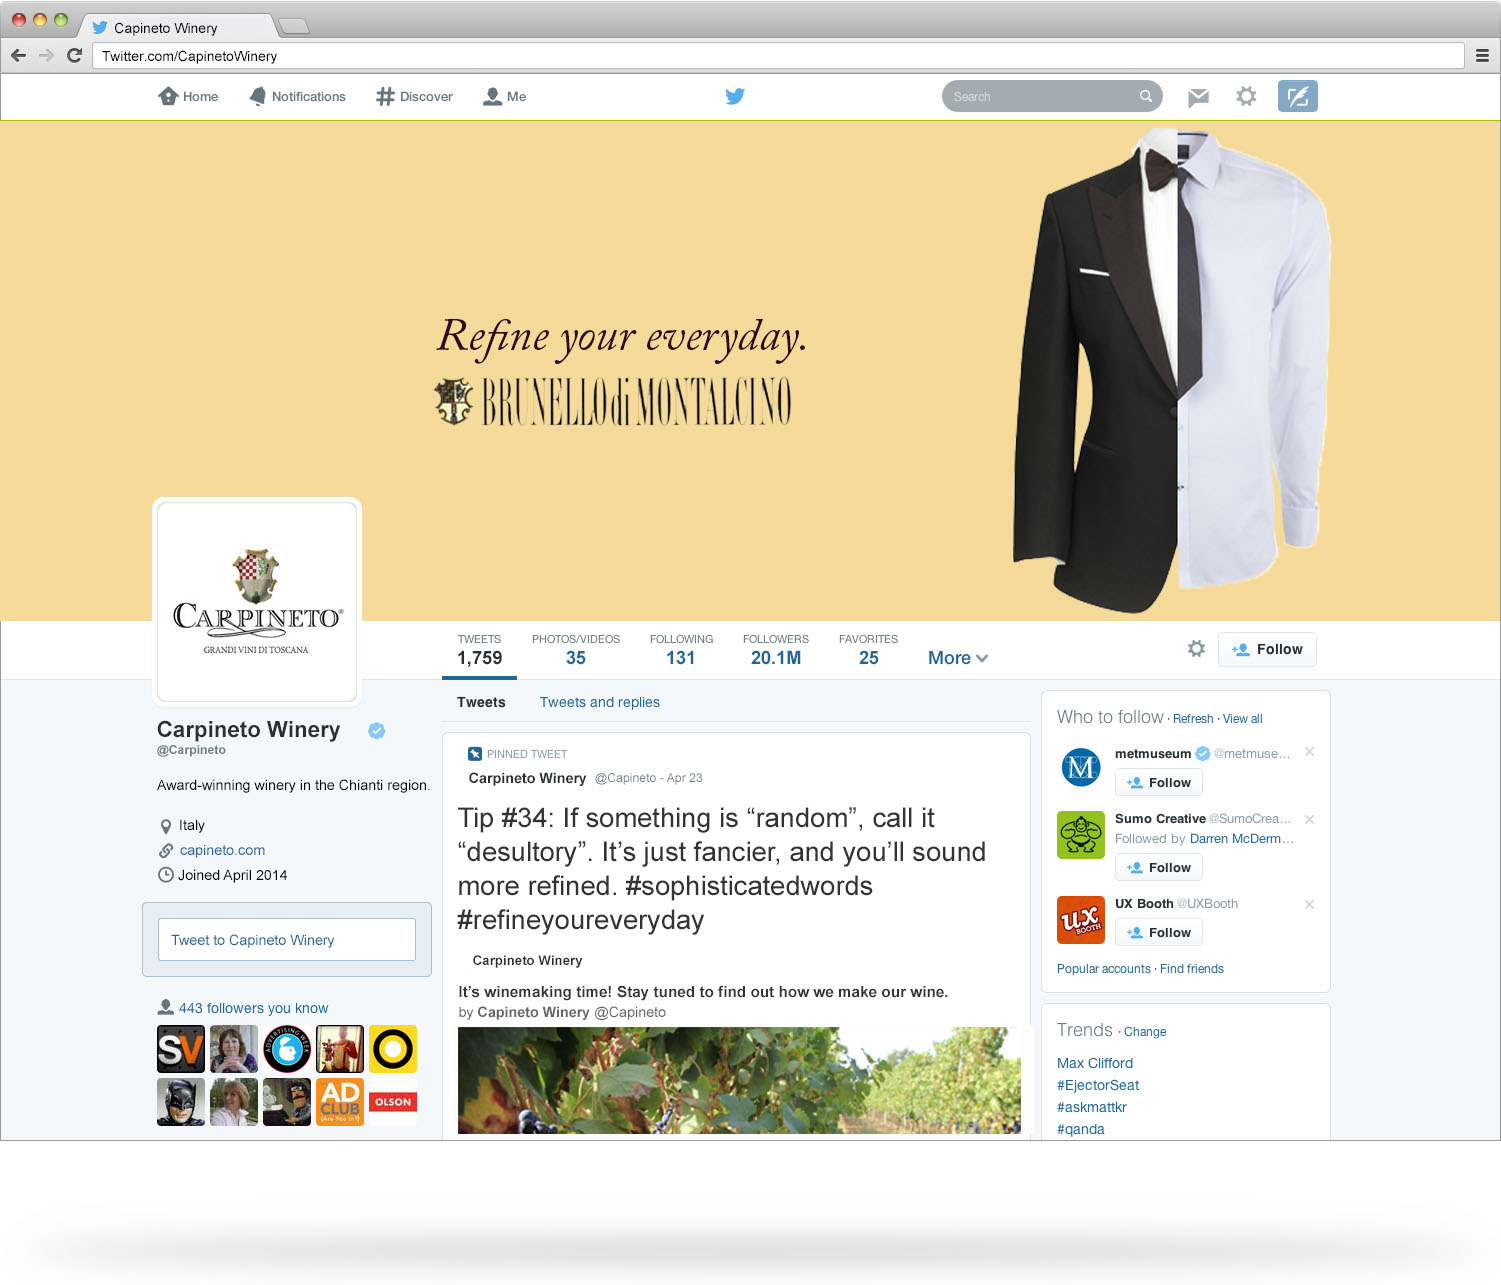 Capineto Winery
Twitter.com/CapinetoWinery
Home Notifications Discover Me
Search
Refine your everyday.
BRUNELLO di MONTALCINO
CARPINETO®
GRANDI VINI DI TOSCANA
TWEETS PHOTOS/VIDEOS FOLLOWING FOLLOWERS FAVORITES
1,759 35 131 20.1M 25 More
Follow
Carpineto Winery
@Carpineto
Award-winning winery in the Chianti region.
Italy
capineto.com
Joined April 2014
Tweet to Capineto Winery
443 followers you know
SV
ADVERTISING WEEK
AD
CLUB
(Are You In?)
OLSON
Tweets Tweets and replies
PINNED TWEET
Carpineto Winery @Capineto - Apr 23
Tip #34: If something is “random”, call it
“desultory”. It’s just fancier, and you’ll sound
more refined. #sophisticatedwords
#refineyoureveryday
Carpineto Winery
It’s winemaking time! Stay tuned to find out how we make our wine.
by Capineto Winery @Capineto
Who to follow · Refresh · View all
M
metmuseum @metmuse...
Follow
Sumo Creative @SumoCrea...
Followed by Darren McDerm...
Follow
ux
BOOTH
UX Booth @UXBooth
Follow
Popular accounts · Find friends
Trends · Change
Max Clifford
#EjectorSeat
#askmattkr
#qanda